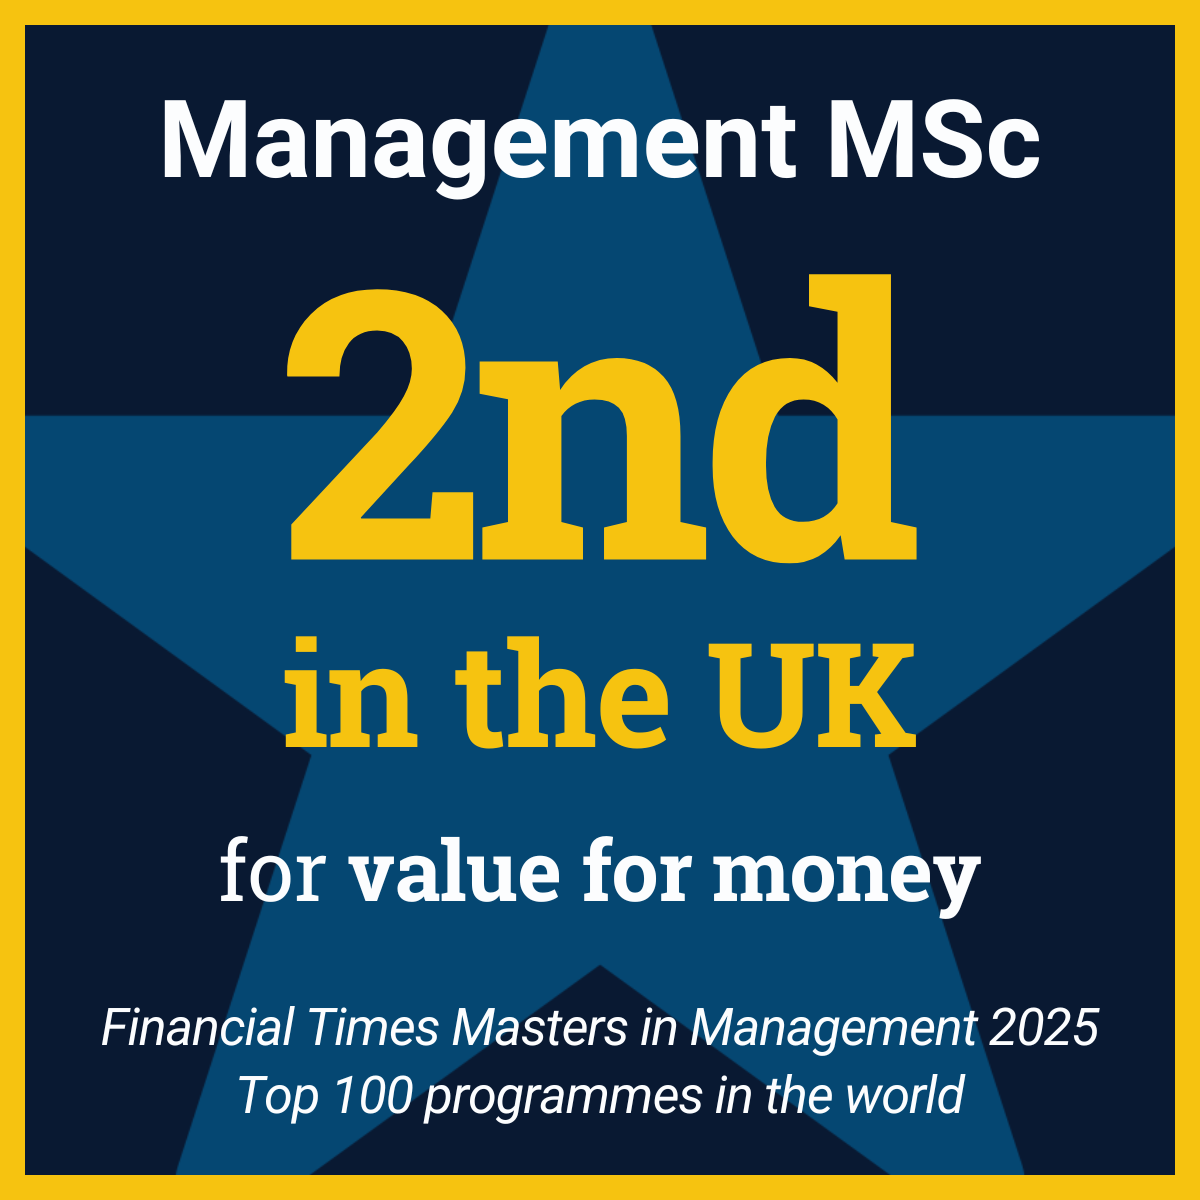 Management MSc
2nd
in the UK
for value for money
Financial Times Masters in Management 2025
Top 100 programmes in the world